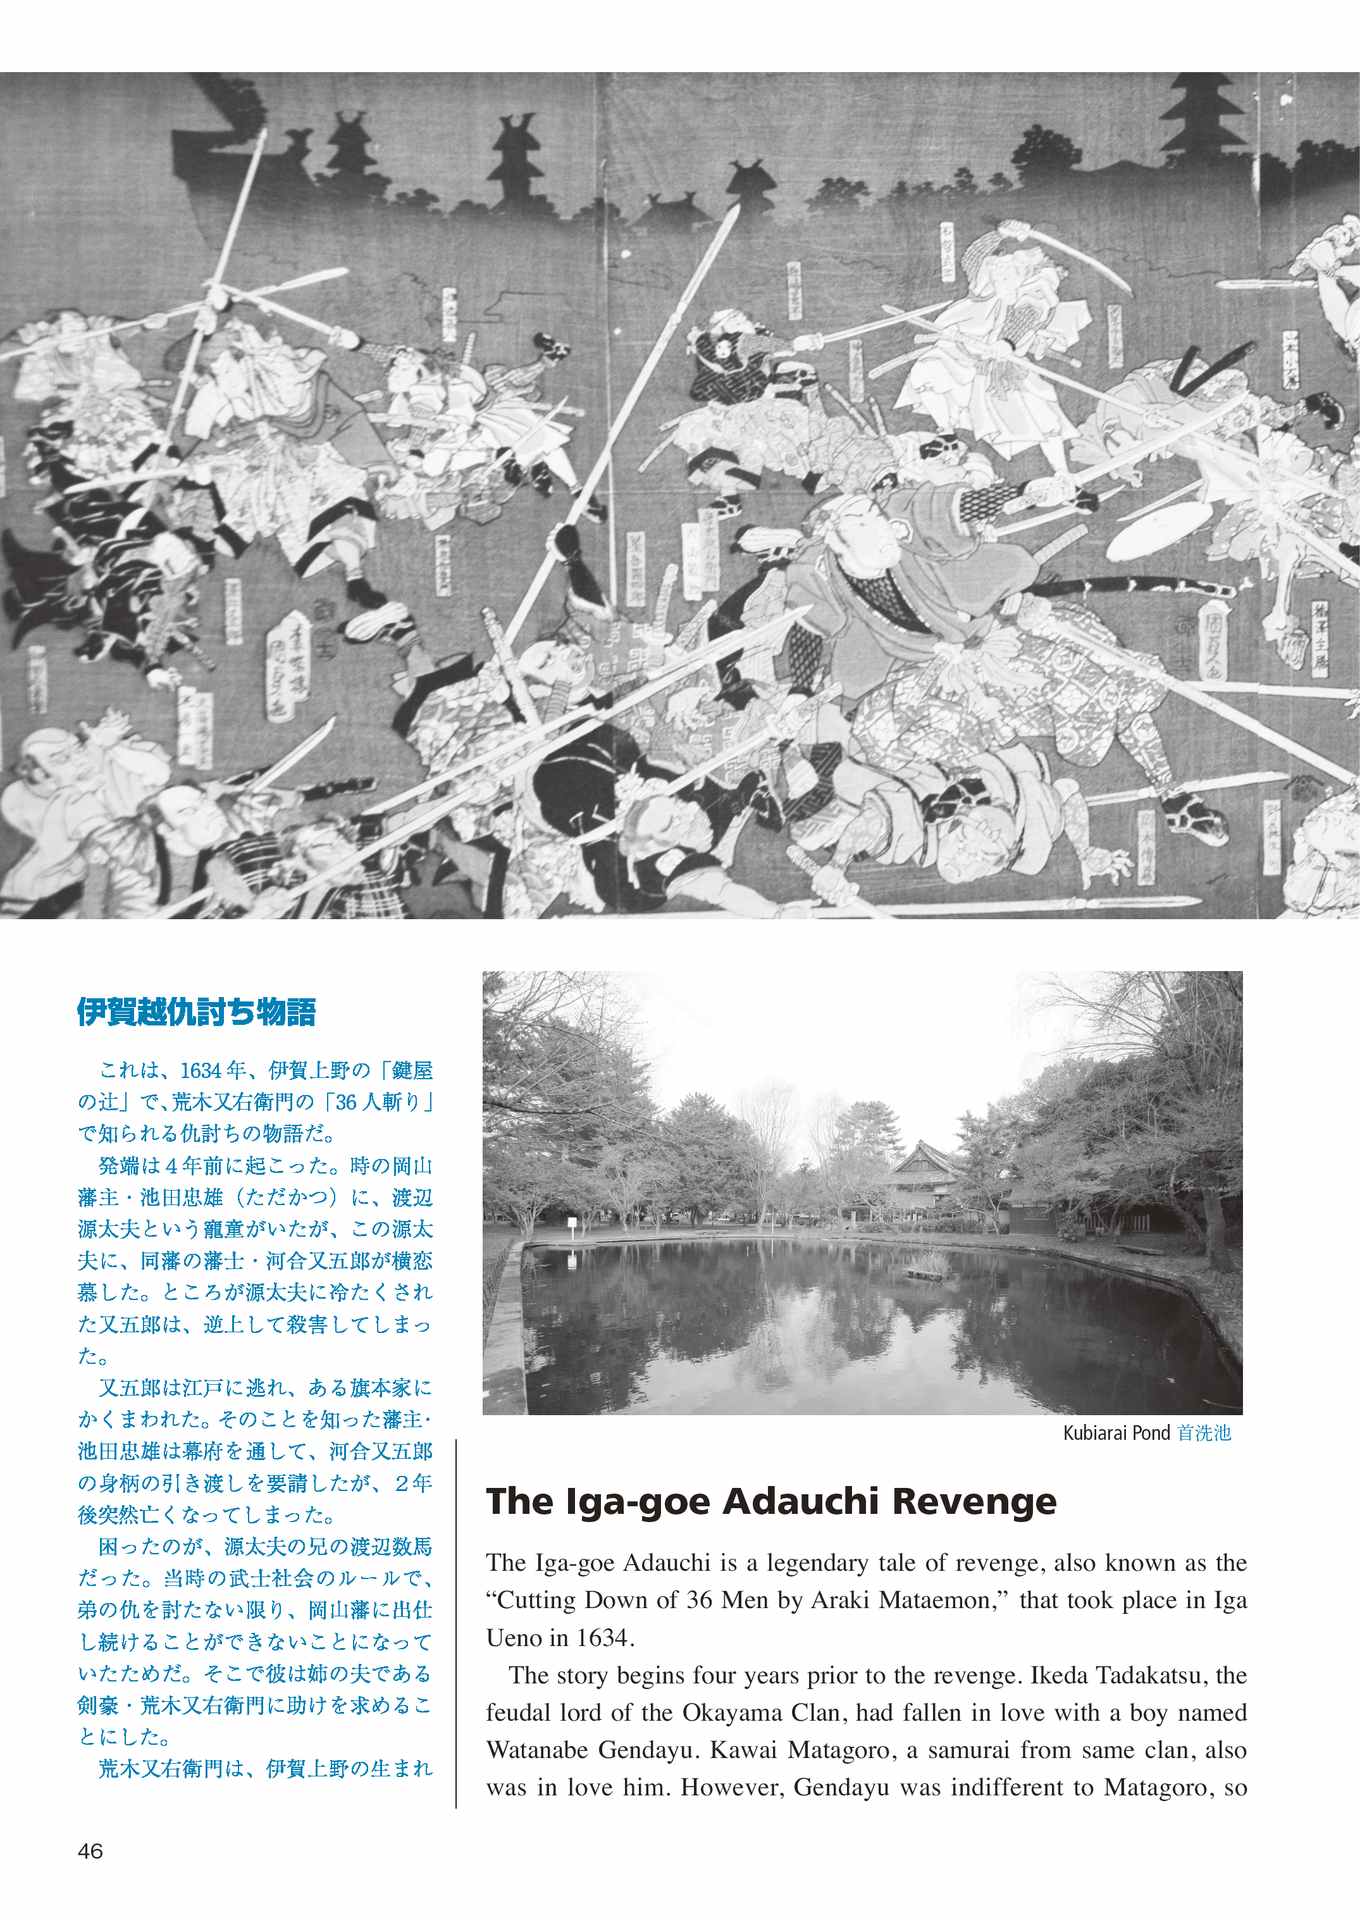 伊賀越仇討ち物語
これは、1634年、伊賀上野の「鍵屋
の辻」で、荒木又右衛門の「36人斬り」
で知られる仇討ちの物語だ。
発端は４年前に起こった。時の岡山
藩主・池田忠雄（ただかつ）に、渡辺
源太夫という寵童がいたが、この源太
夫に、同藩の藩士・河合又五郎が横恋
慕した。ところが源太夫に冷たくされ
た又五郎は、逆上して殺害してしまっ
た。
又五郎は江戸に逃れ、ある旗本家に
かくまわれた。そのことを知った藩主・
池田忠雄は幕府を通して、河合又五郎
の身柄の引き渡しを要請したが、２年
後突然亡くなってしまった。
困ったのが、源太夫の兄の渡辺数馬
だった。当時の武士社会のルールで、
弟の仇を討たない限り、岡山藩に出仕
し続けることができないことになって
いたためだ。そこで彼は姉の夫である
剣豪・荒木又右衛門に助けを求めるこ
とにした。
荒木又右衛門は、伊賀上野の生まれ
Kubiarai Pond 首洗池
The Iga-goe Adauchi Revenge
The Iga-goe Adauchi is a legendary tale of revenge, also known as the
“Cutting Down of 36 Men by Araki Mataemon,” that took place in Iga
Ueno in 1634.
The story begins four years prior to the revenge. Ikeda Tadakatsu, the
feudal lord of the Okayama Clan, had fallen in love with a boy named
Watanabe Gendayu. Kawai Matagoro, a samurai from same clan, also
was in love him. However, Gendayu was indifferent to Matagoro, so
46